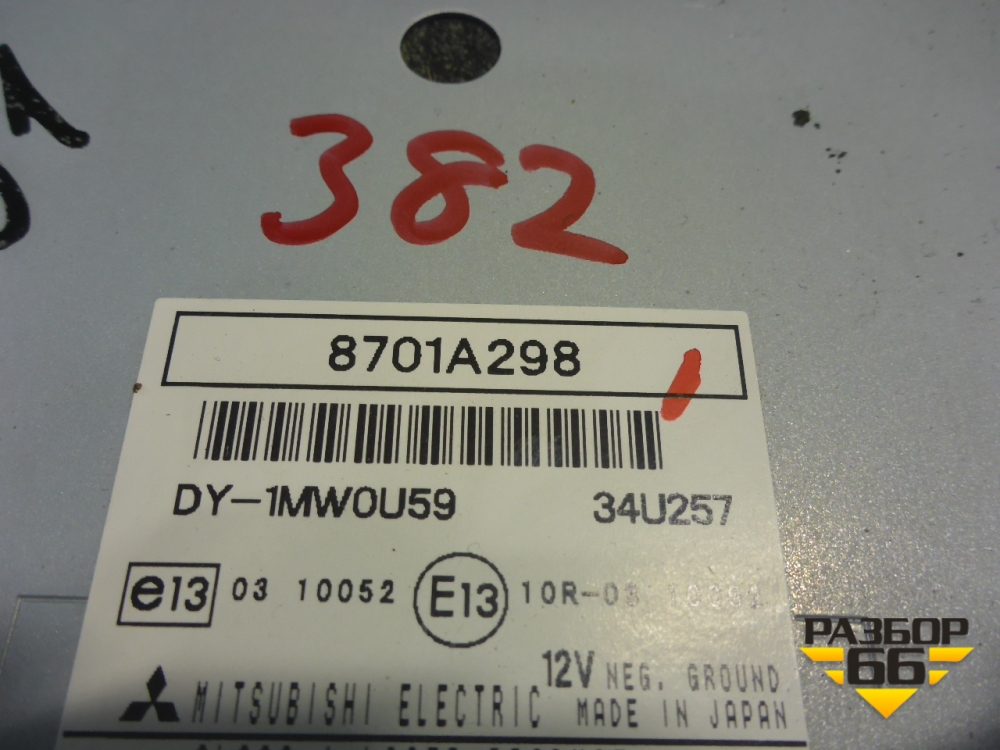 382
8701A298
DY-1MW0U59 34U257
e13 03 10052 E13 10R-03
12V NEG. GROUND
MITSUBISHI ELECTRIC MADE IN JAPAN
РАЗБОР
66